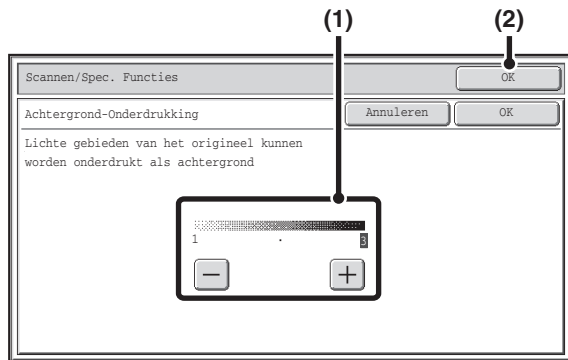 (1) (2)
Scannen/Spec. Functies OK
Achtergrond-Onderdrukking Annuleren OK
Lichte gebieden van het origineel kunnen
worden onderdrukt als achtergrond
1 . 3
- +